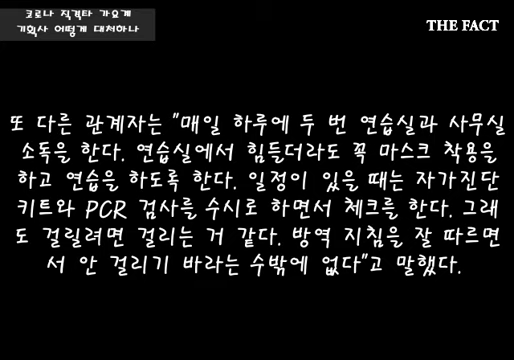 코로나 직격타 가요계
기획사 어떻게 대처하나
THE FACT
또 다른 관계자는 "매일 하루에 두 번 연습실과 사무실
소독을 한다. 연습실에서 힘들더라도 꼭 마스크 착용을
하고 연습을 하도록 한다. 일정이 있을 때는 자가진단
키트와 PCR 검사를 수시로 하면서 체크를 한다. 그래
도 걸릴려면 걸리는 거 같다. 방역 지침을 잘 따르면
서 안 걸리기 바라는 수밖에 없다"고 말했다.